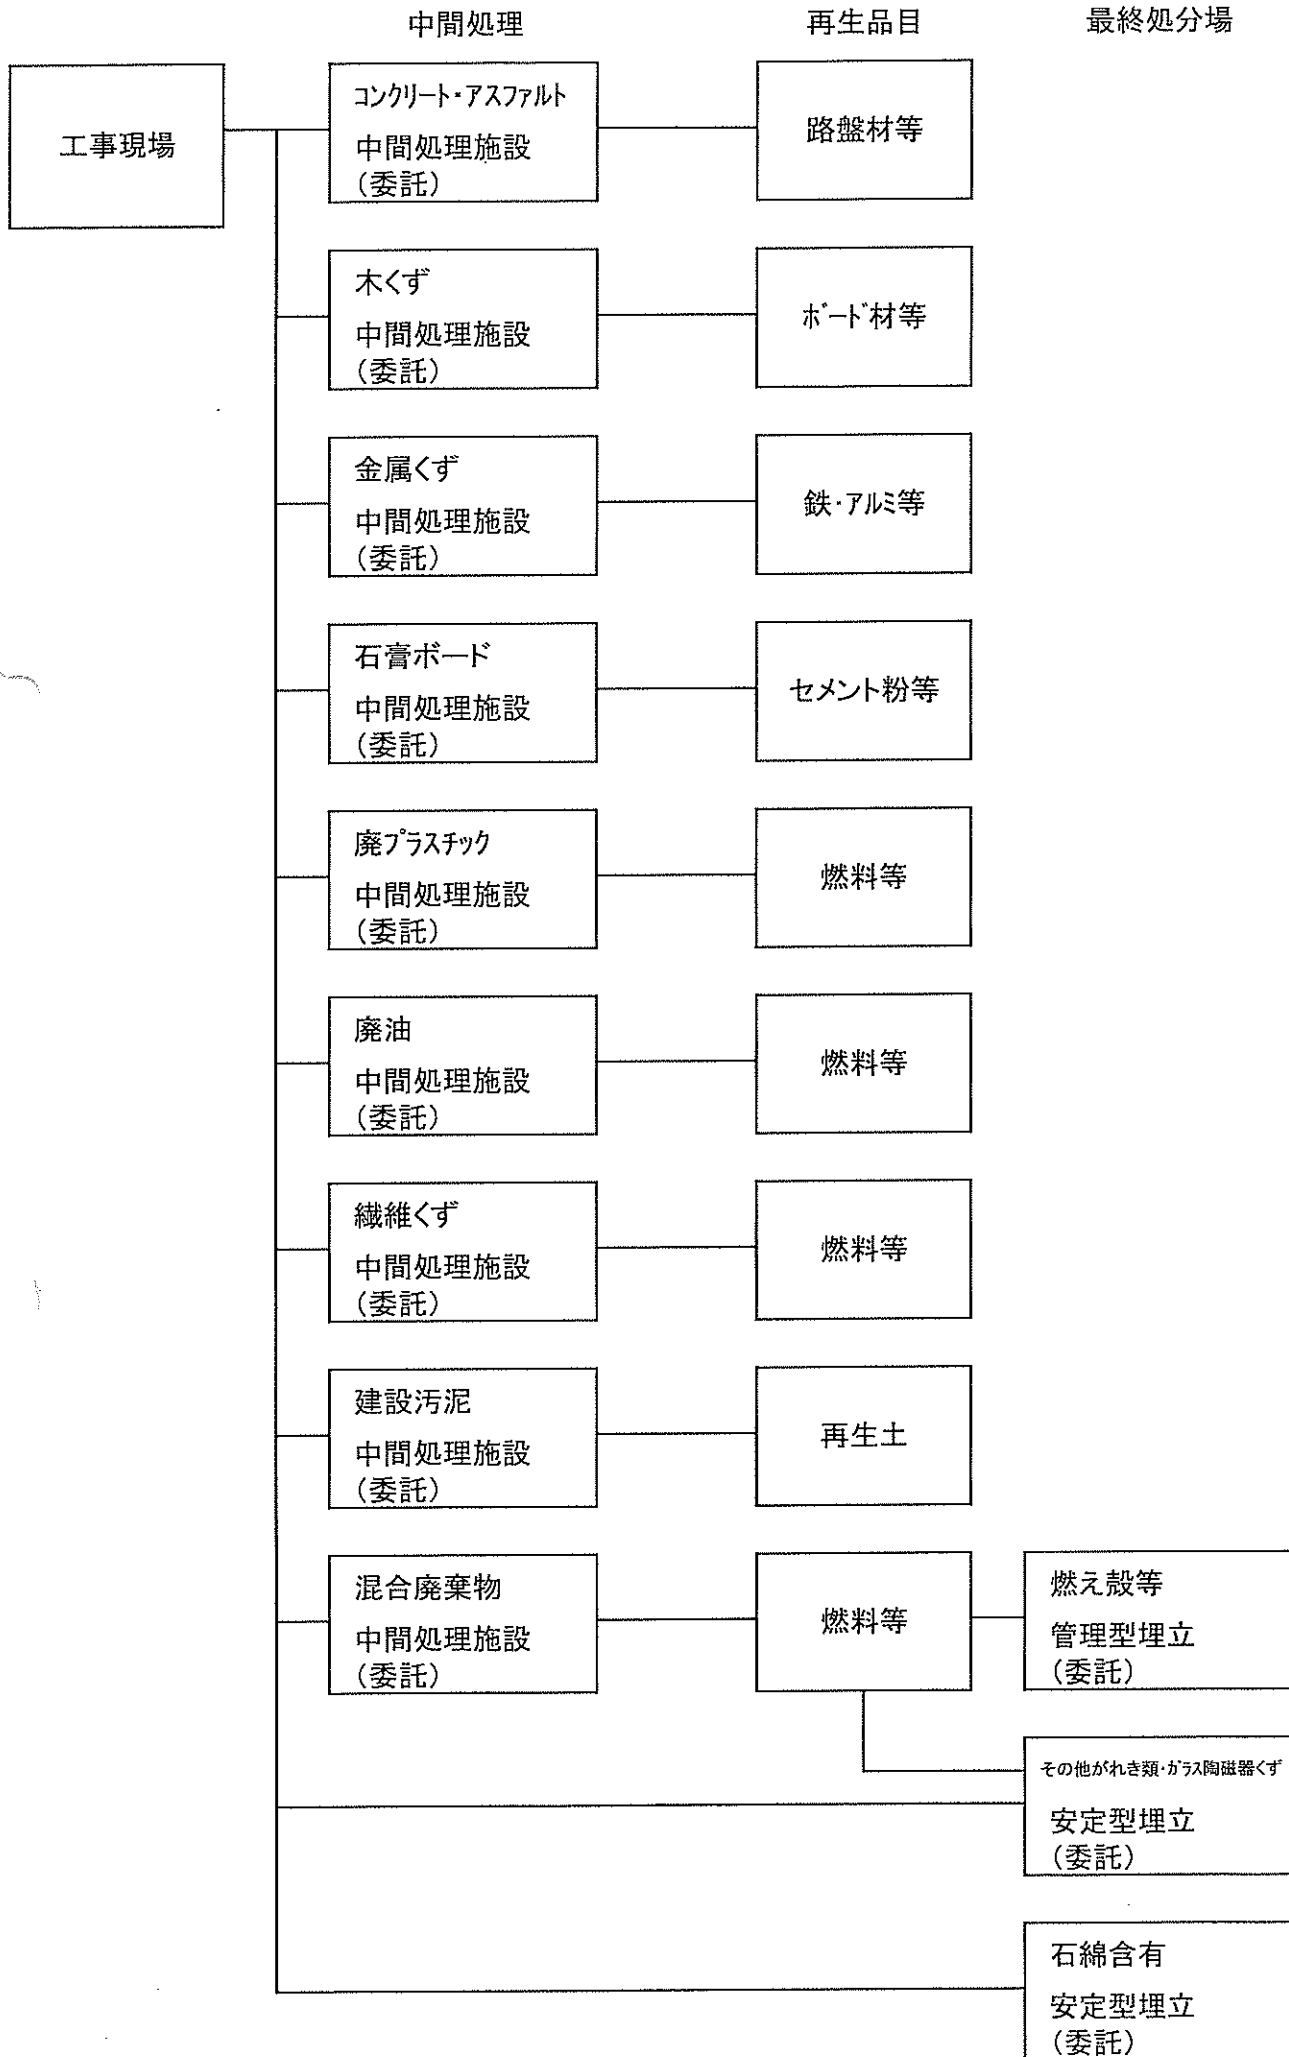 中間処理
再生品目
最終処分場
工事現場
コンクリート・アスファルト
中間処理施設
(委託)
路盤材等
木くず
中間処理施設
(委託)
ボード材等
金属くず
中間処理施設
(委託)
鉄・アルミ等
石膏ボード
中間処理施設
(委託)
セメント粉等
廃プラスチック
中間処理施設
(委託)
燃料等
廃油
中間処理施設
(委託)
燃料等
繊維くず
中間処理施設
(委託)
燃料等
建設汚泥
中間処理施設
(委託)
再生土
混合廃棄物
中間処理施設
(委託)
燃料等
燃え殻等
管理型埋立
(委託)
その他がれき類・ガラス陶磁器くず
安定型埋立
(委託)
石綿含有
安定型埋立
(委託)